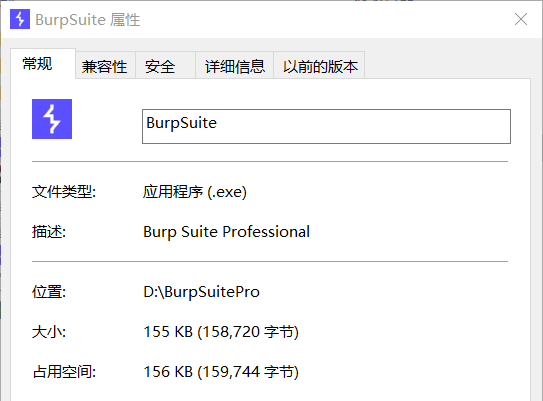 BurpSuite 属性
常规 兼容性 安全 详细信息 以前的版本
BurpSuite
文件类型: 应用程序 (.exe)
描述: Burp Suite Professional
位置: D:\BurpSuitePro
大小: 155 KB (158,720 字节)
占用空间: 156 KB (159,744 字节)